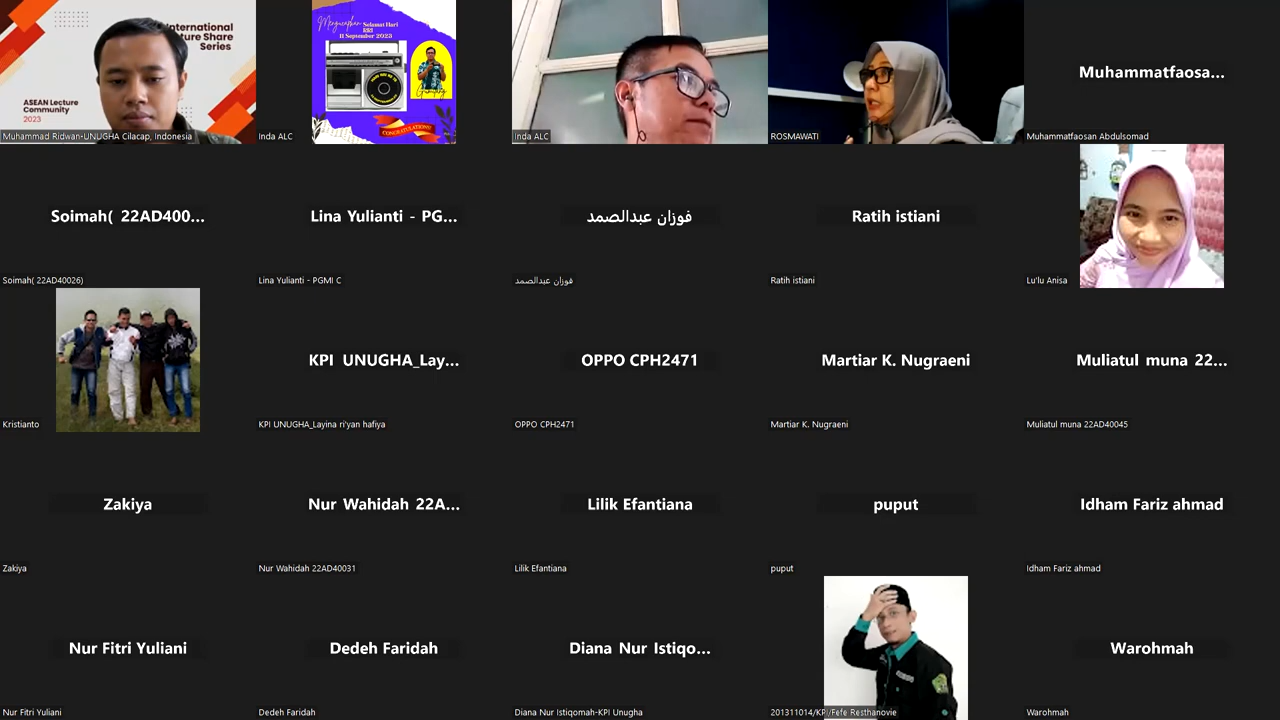 International
ture Share
Series
ASEAN Lecture
Community
2023
Muhammad Ridwan-UNUGHA Cilacap, Indonesia
Mengucapkan Selamat Hari
RRI
11 September 2023
CONGRATULATION!!
Inda ALC
Inda ALC
ROSMAWATI
Muhammatfaosa...
Muhammatfaosan Abdulsomad
Soimah( 22AD400...
Soimah( 22AD40026)
Lina Yulianti - PG...
Lina Yulianti - PGMI C
فوزان عبدالصمد
فوزان عبدالصمد
Ratih istiani
Ratih istiani
Lu'lu Anisa
Kristianto
KPI UNUGHA_Lay...
KPI UNUGHA_Layina ri'yan hafiya
OPPO CPH2471
OPPO CPH2471
Martiar K. Nugraeni
Martiar K. Nugraeni
Muliatul muna 22...
Muliatul muna 22AD40045
Zakiya
Zakiya
Nur Wahidah 22A...
Nur Wahidah 22AD40031
Lilik Efantiana
Lilik Efantiana
puput
puput
Idham Fariz ahmad
Idham Fariz ahmad
Nur Fitri Yuliani
Nur Fitri Yuliani
Dedeh Faridah
Dedeh Faridah
Diana Nur Istiqo...
Diana Nur Istiqomah-KPI Unugha
201311014/KPI/Fefe Resthanovie
Warohmah
Warohmah